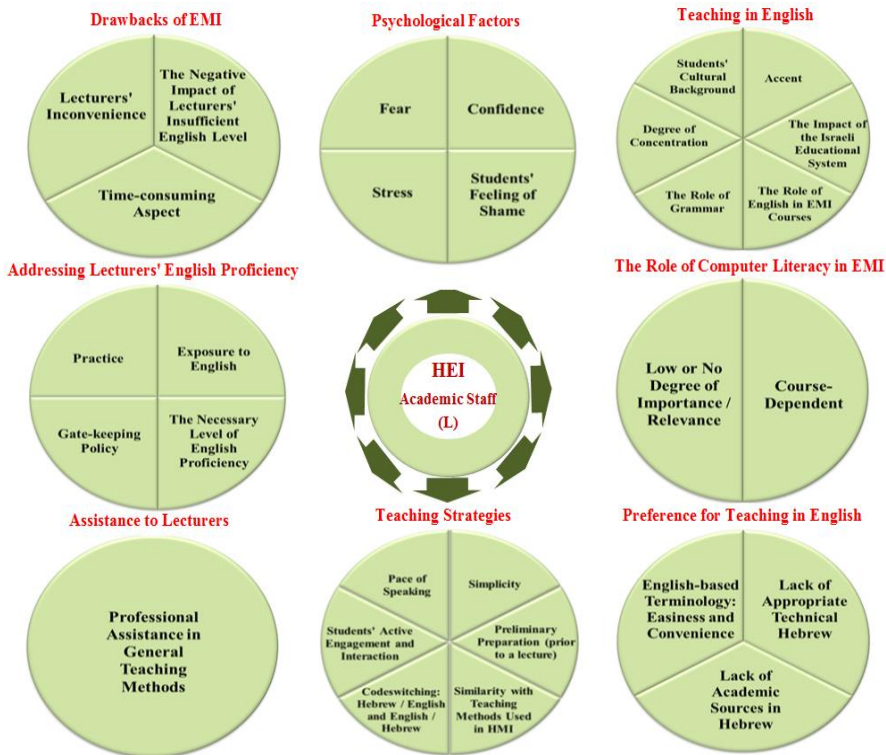 Drawbacks of EMI
Lecturers'
Inconvenience
The Negative
Impact of
Lecturers'
Insufficient
English Level
Time-consuming
Aspect
Psychological Factors
Fear
Confidence
Stress
Students'
Feeling of
Shame
Teaching in English
Students'
Cultural
Background
Accent
Degree of
Concentration
The Impact of
the Israeli
Educational
System
The Role of
Grammar
The Role of
English in EMI
Courses
Addressing Lecturers' English Proficiency
Practice
Exposure to
English
Gate-keeping
Policy
The Necessary
Level of
English
Proficiency
HEI
Academic Staff
(L)
The Role of Computer Literacy in EMI
Low or No
Degree of
Importance /
Relevance
Course-
Dependent
Assistance to Lecturers
Professional
Assistance in
General
Teaching
Methods
Teaching Strategies
Pace of
Speaking
Simplicity
Students' Active
Engagement and
Interaction
Preliminary
Preparation (prior
to a lecture)
Codeswitching:
Hebrew / English
and English /
Hebrew
Similarity with
Teaching
Methods Used
in HMI
Preference for Teaching in English
English-based
Terminology:
Easiness and
Convenience
Lack of
Appropriate
Technical
Hebrew
Lack of
Academic
Sources in
Hebrew